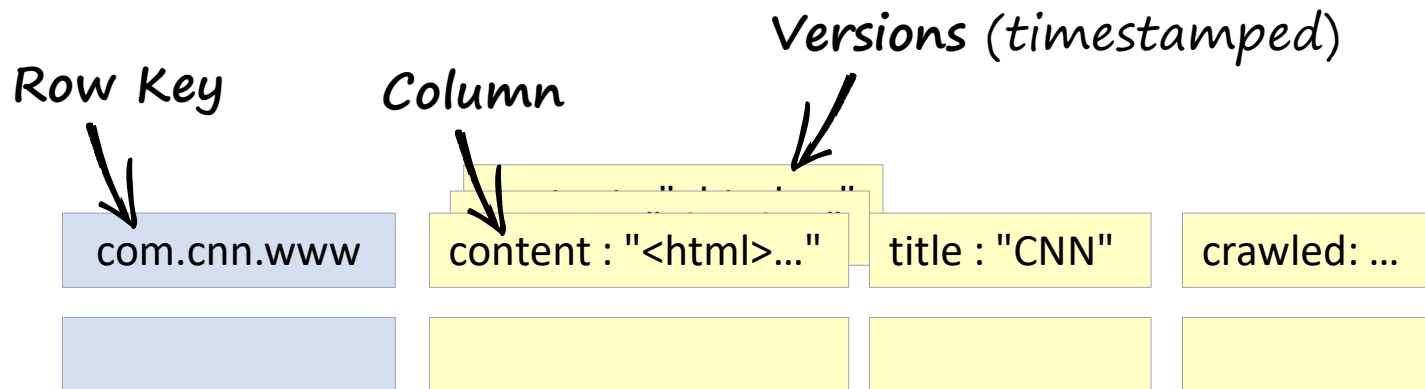 Versions (timestamped)
Row Key
Column
com.cnn.www
content : "<html>..."
title : "CNN"
crawled: ...